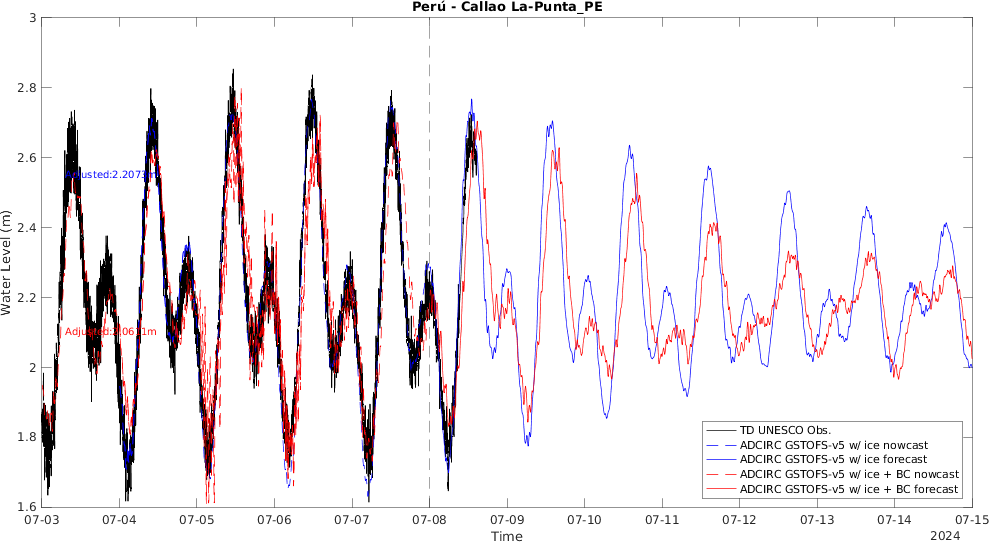 Perú - Callao La-Punta_PE
Water Level (m)
3
2.8
2.6
2.4
2.2
2
1.8
1.6
07-03
07-04
07-05
07-06
07-07
07-08
07-09
07-10
07-11
07-12
07-13
07-14
07-15
Time
2024
TD UNESCO Obs.
ADCIRC GSTOFS-v5 w/ ice nowcast
ADCIRC GSTOFS-v5 w/ ice forecast
ADCIRC GSTOFS-v5 w/ ice + BC nowcast
ADCIRC GSTOFS-v5 w/ ice + BC forecast